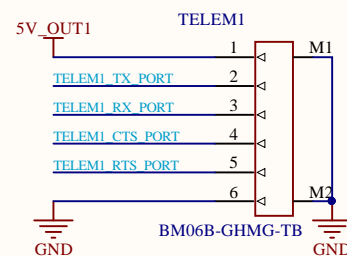 TELEM1
5V_OUT1
1 M1
TELEM1_TX_PORT 2
TELEM1_RX_PORT 3
TELEM1_CTS_PORT 4
TELEM1_RTS_PORT 5
6 M2
BM06B-GHMG-TB
GND GND